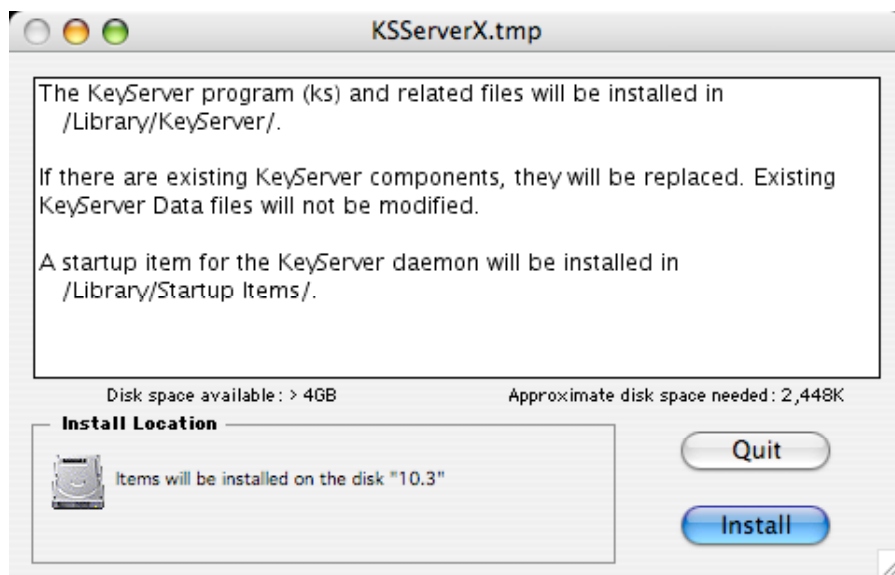 KSServerX.tmp
The KeyServer program (ks) and related files will be installed in
/Library/KeyServer/.
If there are existing KeyServer components, they will be replaced. Existing
KeyServer Data files will not be modified.
A startup item for the KeyServer daemon will be installed in
/Library/Startup Items/.
Disk space available: > 4GB Approximate disk space needed: 2,448K
Install Location
Items will be installed on the disk "10.3"
Quit
Install